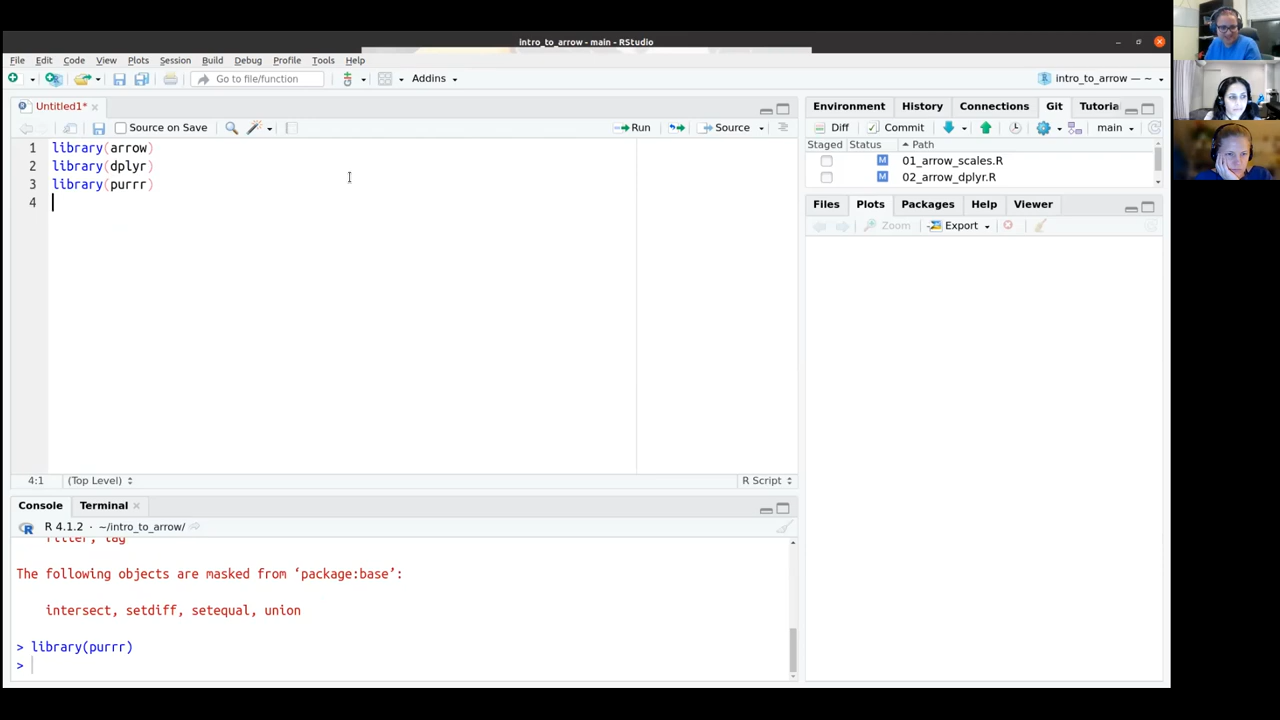 intro_to_arrow - main - RStudio
File Edit Code View Plots Session Build Debug Profile Tools Help
Go to file/function Addins intro_to_arrow — ~
Untitled1*
Source on Save Run Source
1 library(arrow)
2 library(dplyr)
3 library(purrr)
4
4:1 (Top Level) R Script
Console Terminal
R 4.1.2 · ~/intro_to_arrow/
filter, lag
The following objects are masked from ‘package:base’:
intersect, setdiff, setequal, union
> library(purrr)
>
Environment History Connections Git Tutoria
Diff Commit main
Staged Status Path
M 01_arrow_scales.R
M 02_arrow_dplyr.R
Files Plots Packages Help Viewer
Zoom Export